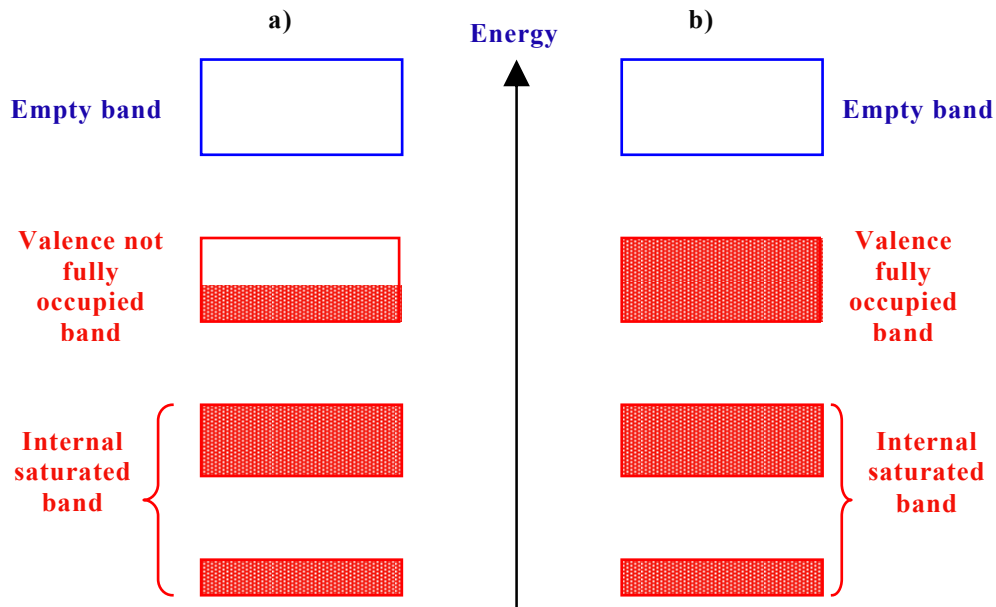 a)
Energy
b)
Empty band
Empty band
Valence not
fully
occupied
band
Valence
fully
occupied
band
Internal
saturated
band
Internal
saturated
band